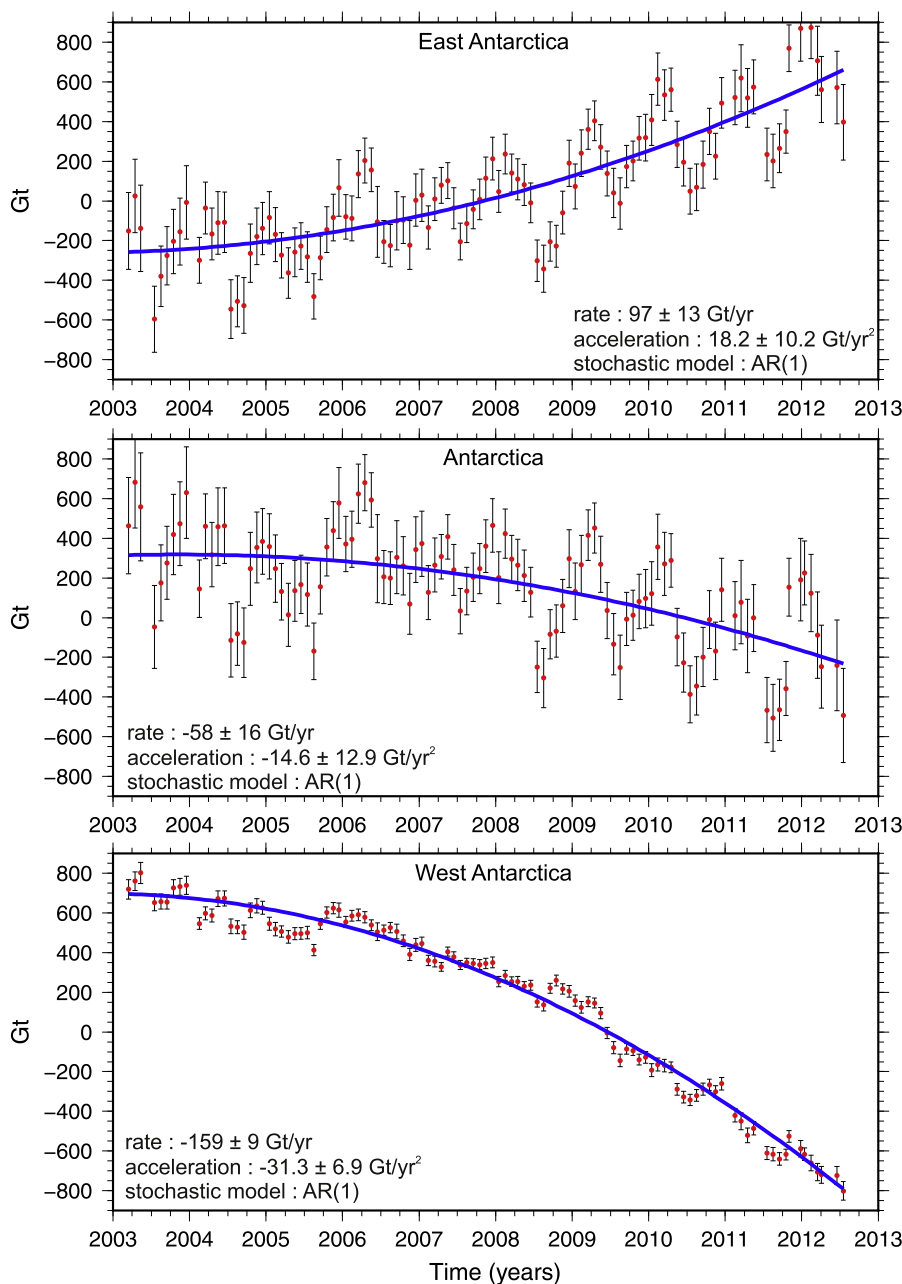 East Antarctica
800
600
400
200
0
−200
−400
−600
−800
Gt
rate : 97 ± 13 Gt/yr
acceleration : 18.2 ± 10.2 Gt/yr²
stochastic model : AR(1)
2003 2004 2005 2006 2007 2008 2009 2010 2011 2012 2013
Antarctica
800
600
400
200
0
−200
−400
−600
−800
Gt
rate : -58 ± 16 Gt/yr
acceleration : -14.6 ± 12.9 Gt/yr²
stochastic model : AR(1)
2003 2004 2005 2006 2007 2008 2009 2010 2011 2012 2013
West Antarctica
800
600
400
200
0
−200
−400
−600
−800
Gt
rate : -159 ± 9 Gt/yr
acceleration : -31.3 ± 6.9 Gt/yr²
stochastic model : AR(1)
2003 2004 2005 2006 2007 2008 2009 2010 2011 2012 2013
Time (years)